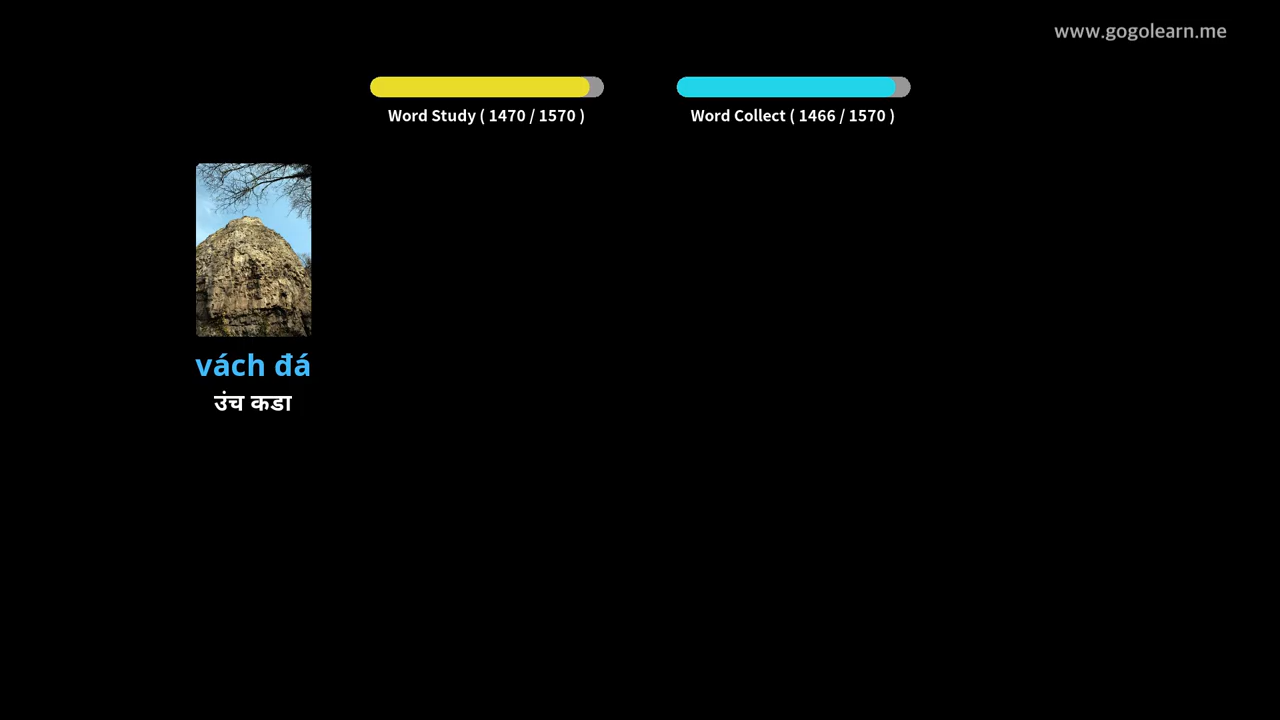 www.gogolearn.me
Word Study ( 1470 / 1570 )
Word Collect ( 1466 / 1570 )
vách đá
उंच कडा